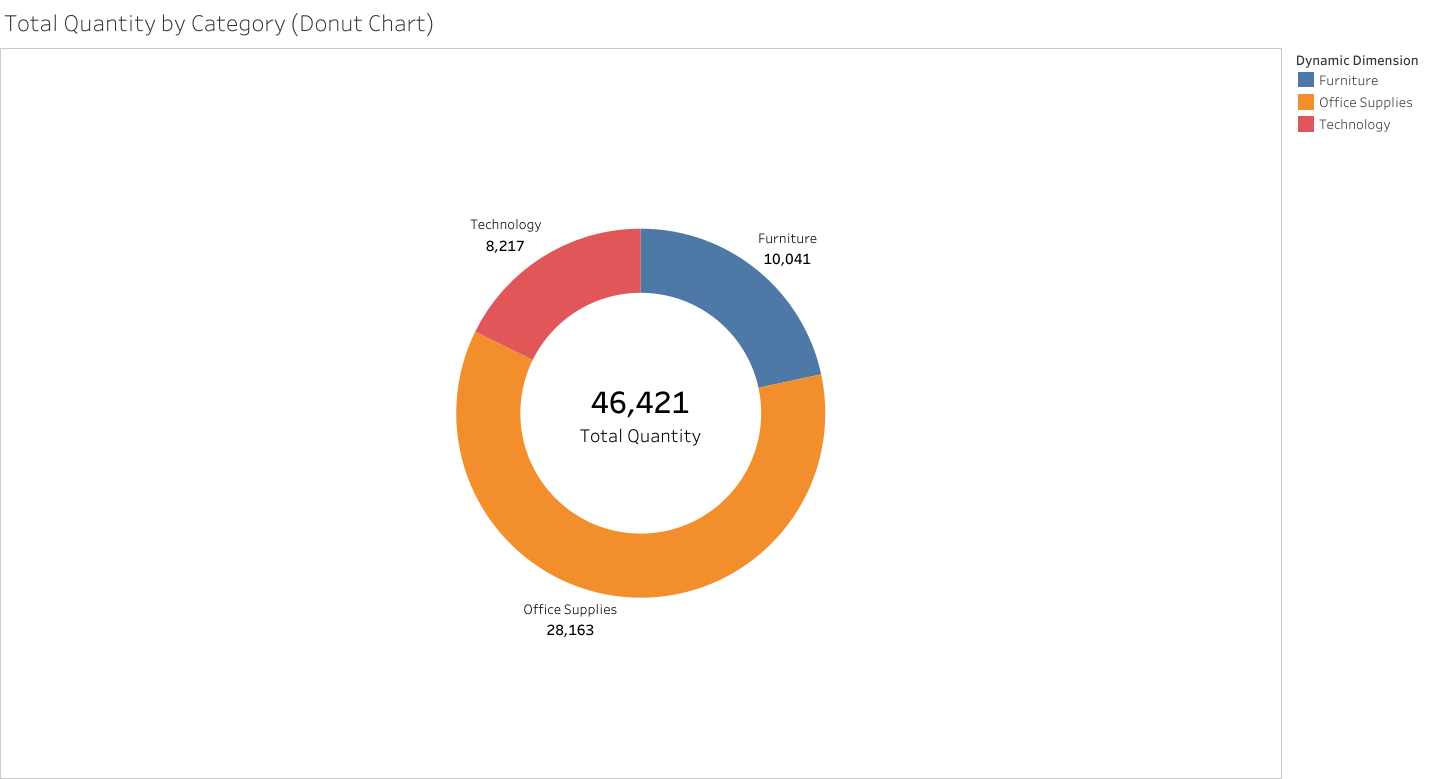 Total Quantity by Category (Donut Chart)
Dynamic Dimension
Furniture
Office Supplies
Technology
Technology
8,217
Furniture
10,041
46,421
Total Quantity
Office Supplies
28,163